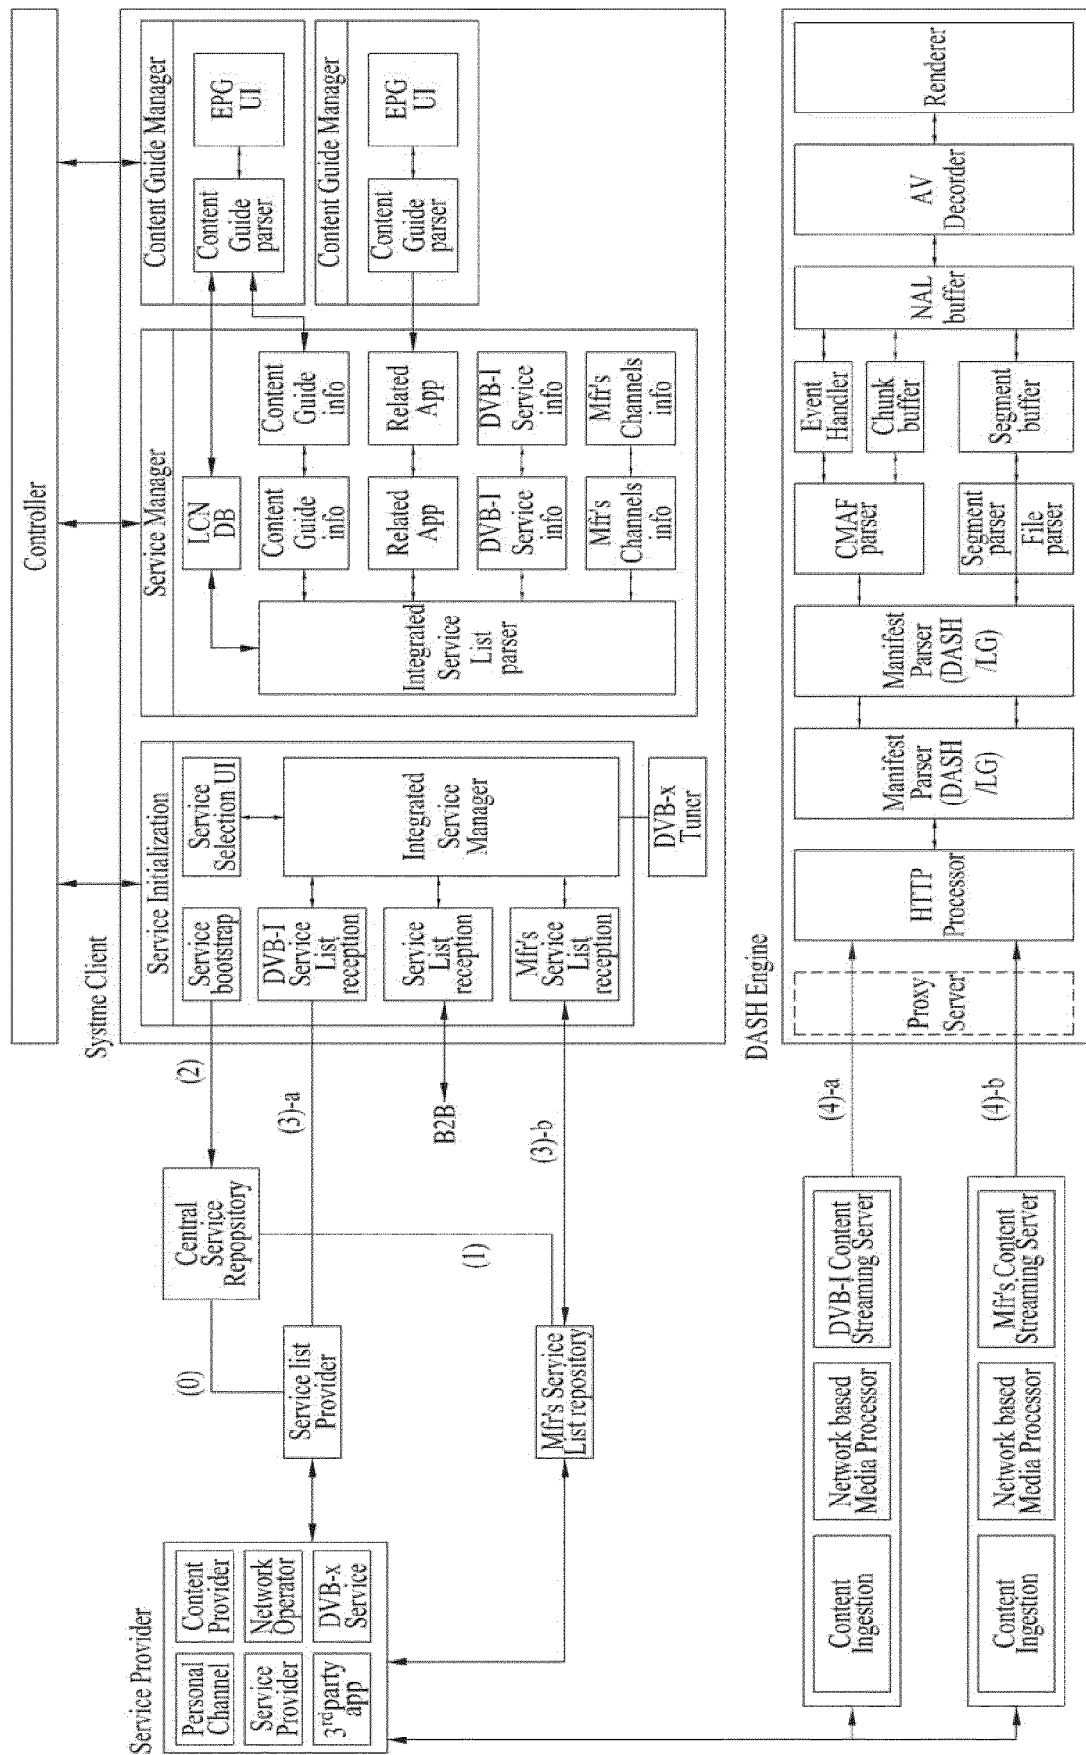 Controller
Systme Client
Service Initialization
Service
bootstrap
Service
Selection UI
DVB-I
Service
List
reception
Service
List
reception
Mfr's
Service
List
reception
Integrated
Service
Manager
DVB-x
Tuner
Service Manager
LCN
DB
Integrated
Service
List
parser
Content
Guide
info
Content
Guide
info
Related
App
Related
App
DVB-I
Service
info
DVB-I
Service
info
Mfr's
Channels
info
Mfr's
Channels
info
Content Guide Manager
Content
Guide
parser
EPG
UI
Content Guide Manager
Content
Guide
parser
EPG
UI
Service Provider
Personal
Channel
Content
Provider
Service
Provider
Network
Operator
3rd party
app
DVB-x
Service
(0)
Service list
Provider
Central
Service
Repopsitory
(1)
(2)
(3)-a
B2B
(3)-b
Mfr's Service
List repository
DASH Engine
Content
Ingestion
Network based
Media Processor
DVB-I Content
Streaming Server
(4)-a
Content
Ingestion
Network based
Media Processor
Mfr's Content
Streaming Server
(4)-b
Proxy
Server
HTTP
Processor
Manifest
Parser
(DASH
/LG)
Manifest
Parser
(DASH
/LG)
CMAF
parser
Segment
parser
File
parser
Event
Handler
Chunk
buffer
Segment
buffer
NAL
buffer
AV
Decorder
Renderer